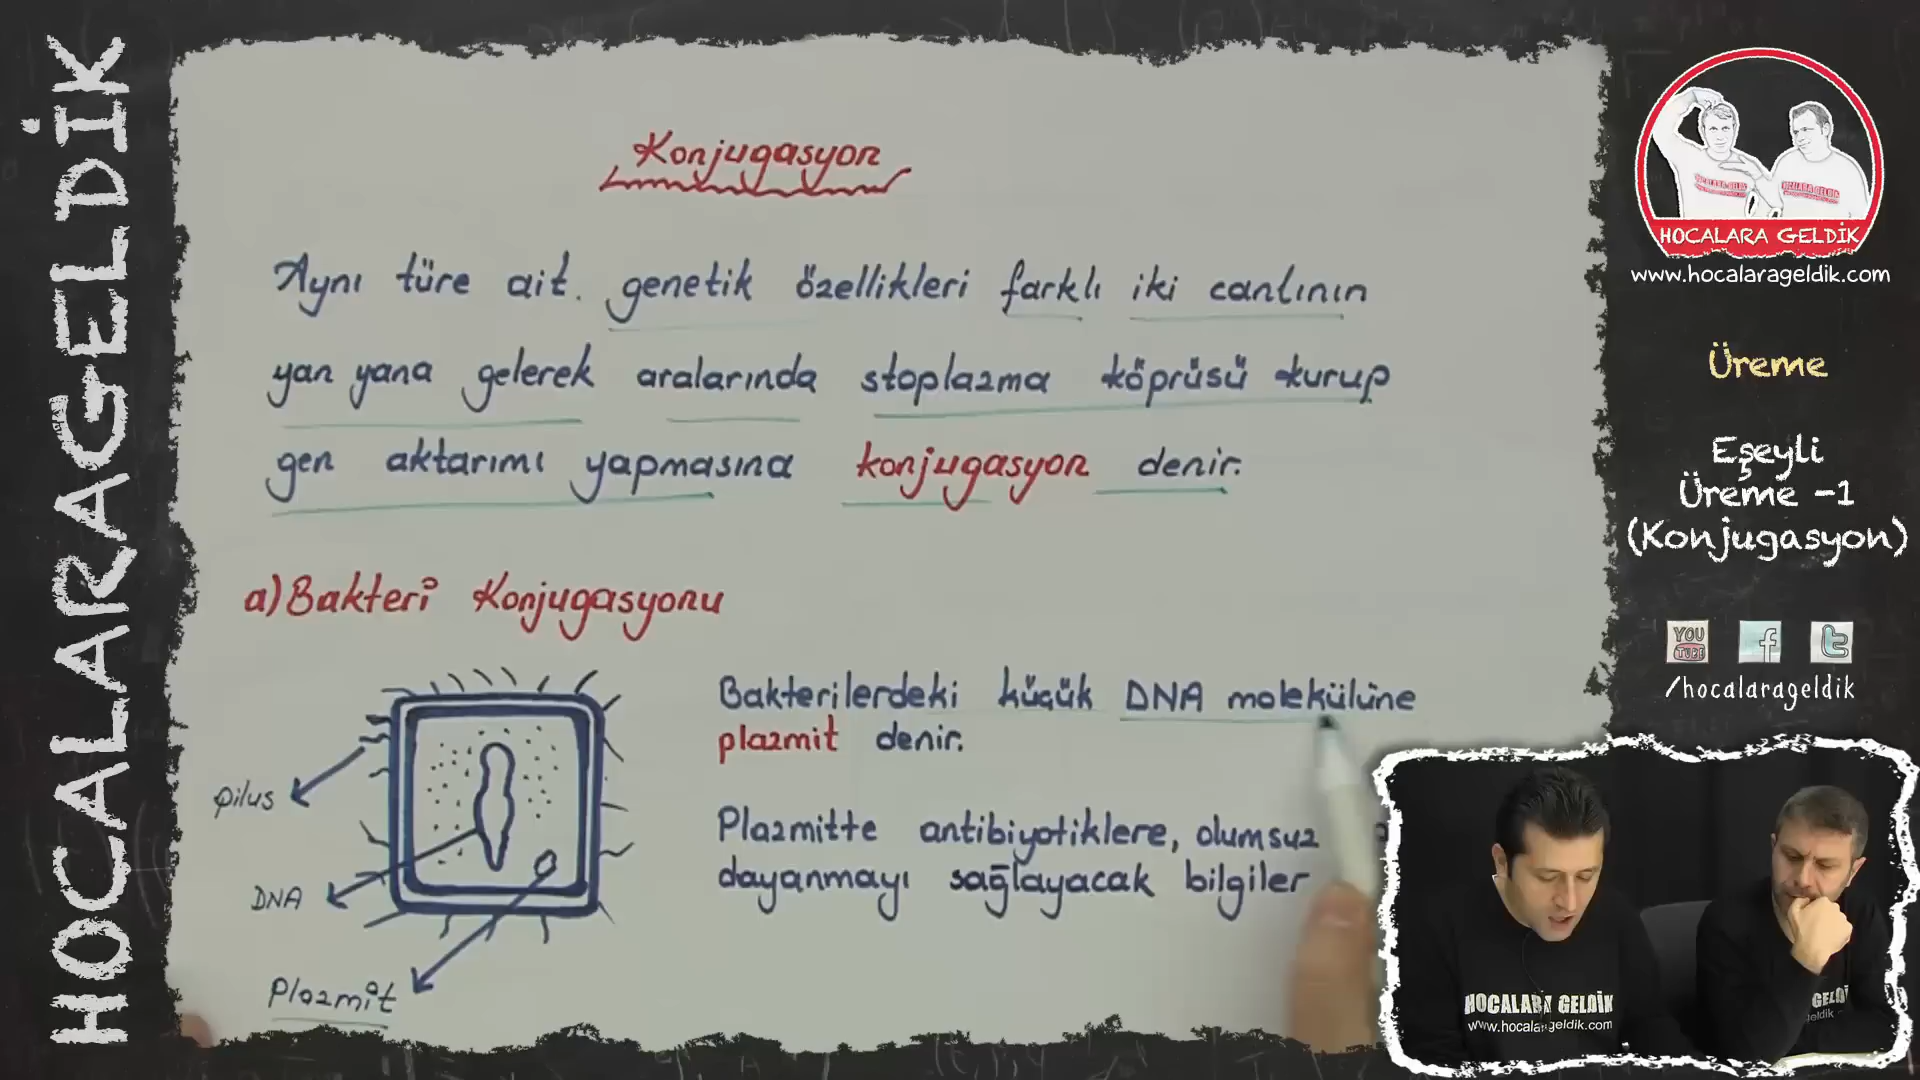 HOCALARAGELDİK
Konjugasyon
Aynı türe ait. genetik özellikleri farklı iki canlının
yan yana gelerek aralarında stoplazma köprüsü kurup
gen aktarımı yapmasına konjugasyon denir.
a) Bakteri Konjugasyonu
Bakterilerdeki küçük DNA molekülüne
plazmit denir.
Plazmitte antibiyotiklere, olumsuz
dayanmayı sağlayacak bilgiler
pilus
DNA
Plazmit
HOCALARA GELDİK
www.hocalarageldik.com
Üreme
Eşeyli
Üreme -1
(Konjugasyon)
YOU
TUBE
f
t
/hocalarageldik
HOCALARA GELDİK
www.hocalarageldik.com